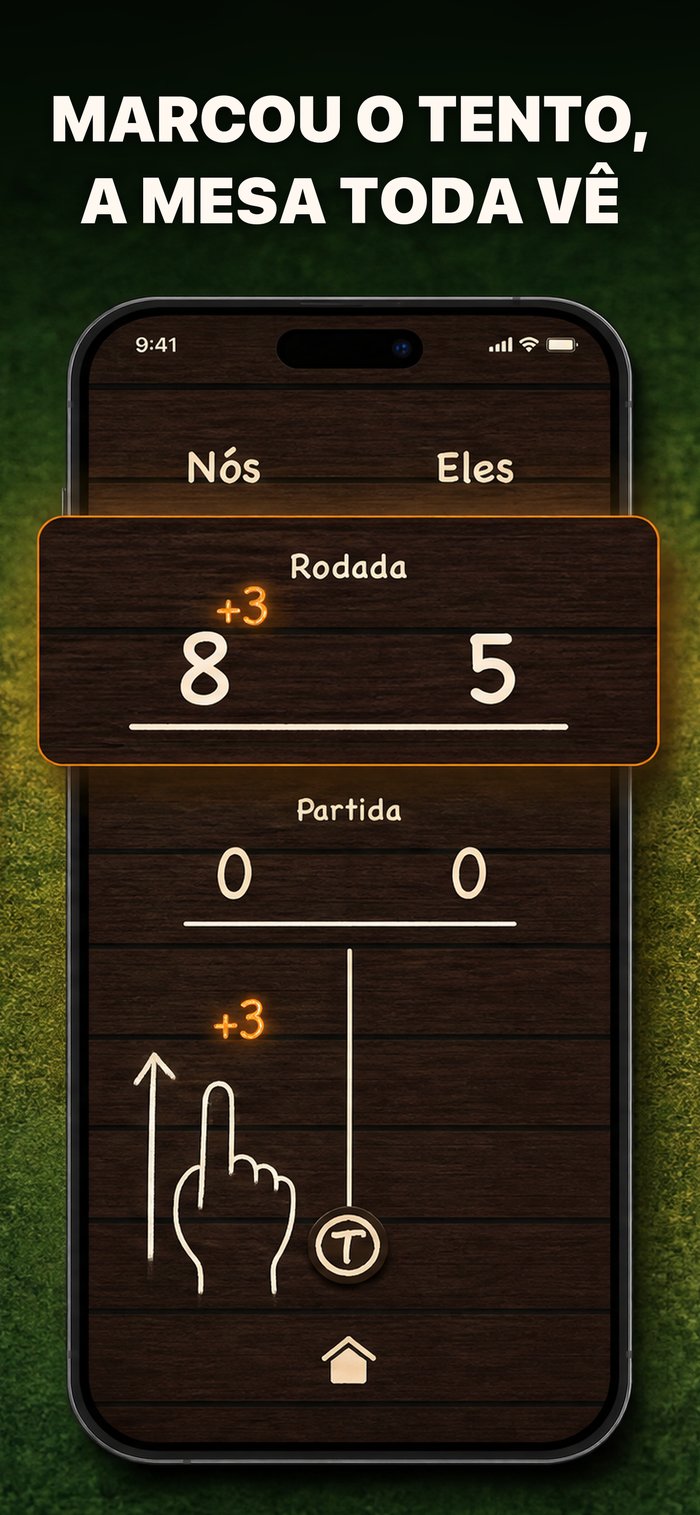 MARCOU O TENTO,
A MESA TODA VÊ
9:41
Nós Eles
Rodada
+3
8 5
Partida
0 0
+3
T